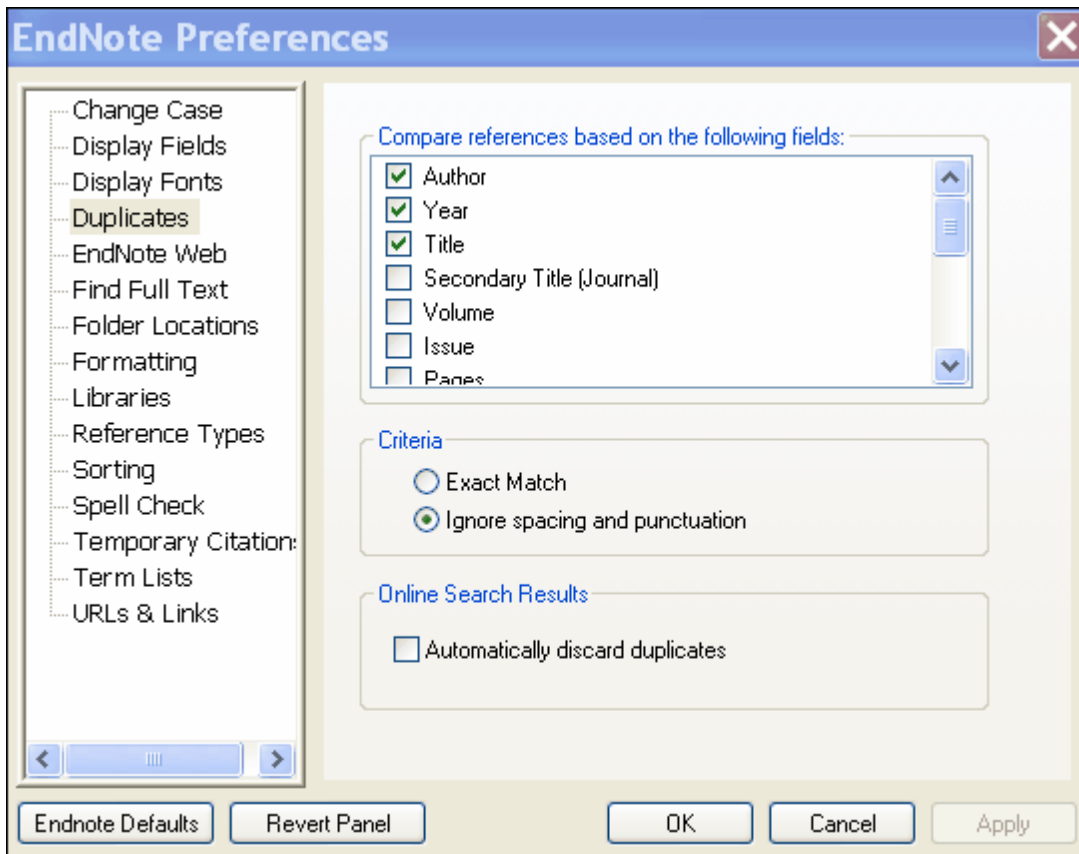 EndNote Preferences
Change Case
Display Fields
Display Fonts
Duplicates
EndNote Web
Find Full Text
Folder Locations
Formatting
Libraries
Reference Types
Sorting
Spell Check
Temporary Citation
Term Lists
URLs & Links
Compare references based on the following fields:
Author
Year
Title
Secondary Title (Journal)
Volume
Issue
Pages
Criteria
Exact Match
Ignore spacing and punctuation
Online Search Results
Automatically discard duplicates
Endnote Defaults
Revert Panel
OK
Cancel
Apply